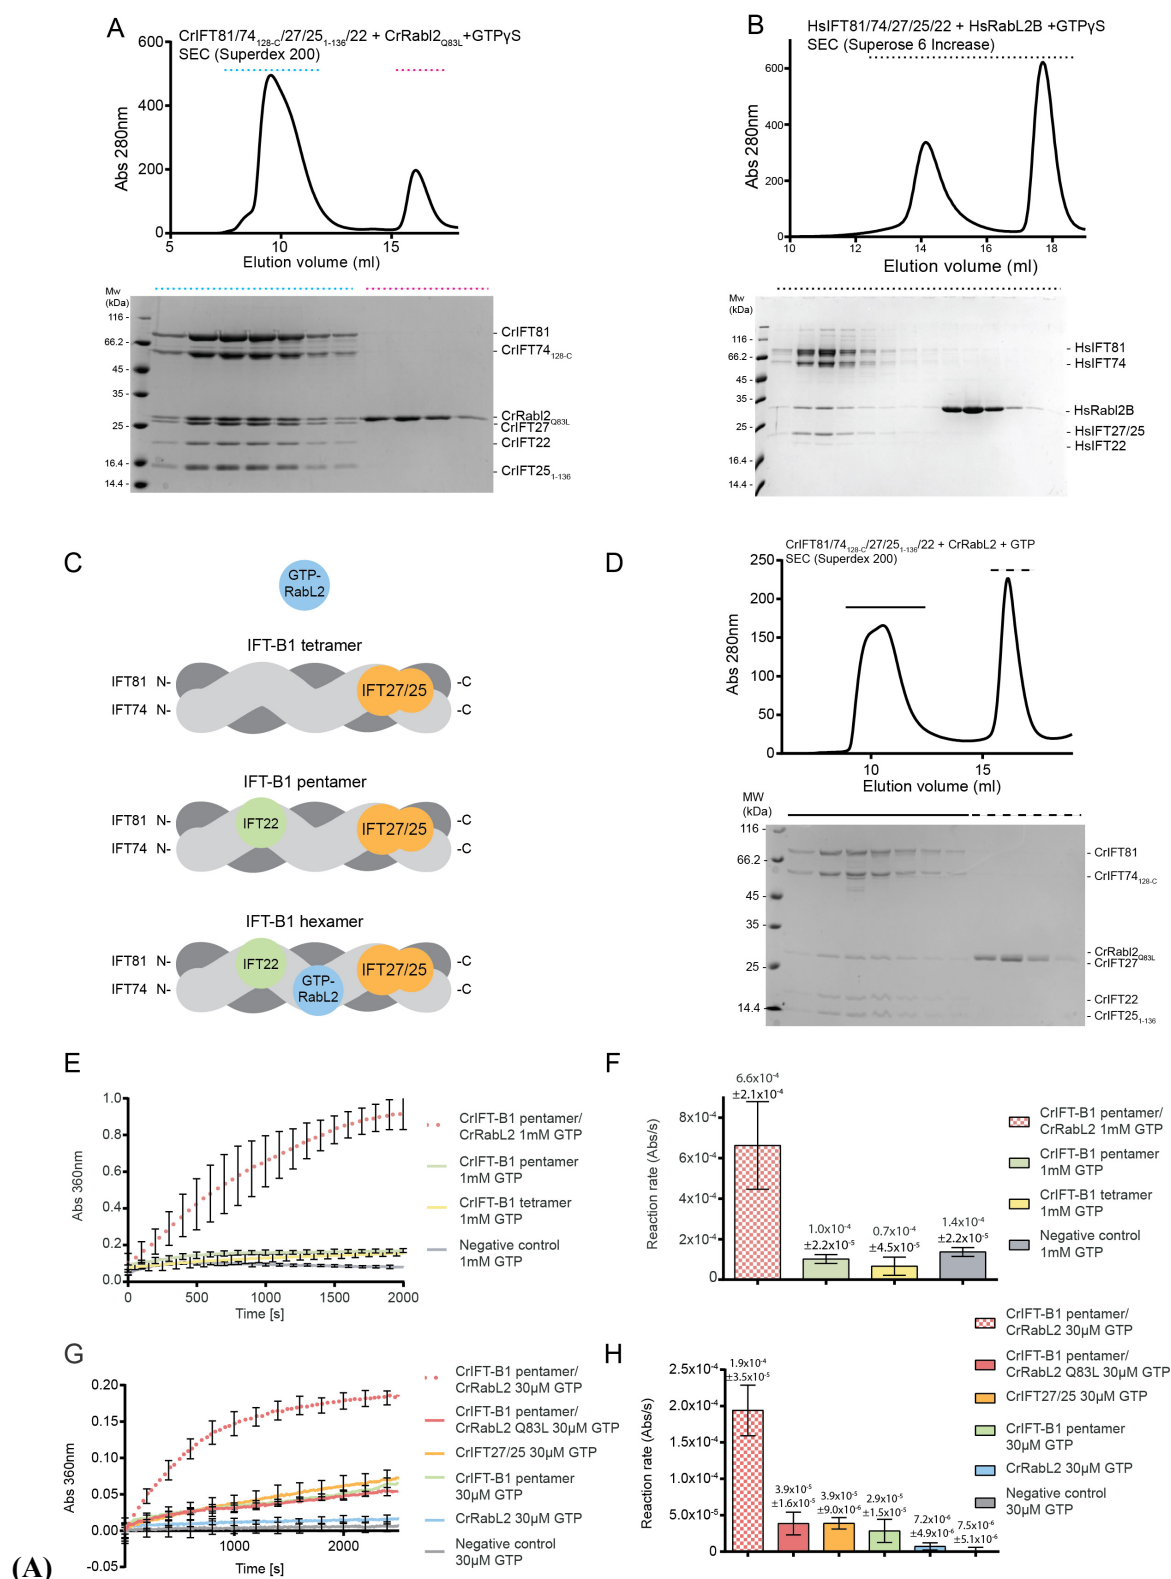 A
CrIFT81/74128-C/27/251-136/22 + CrRabl2Q83L+GTPγS
SEC (Superdex 200)
600
400
200
0
Abs 280nm
5
10
15
Elution volume (ml)
Mw
(kDa)
116 -
66.2 -
45 -
35 -
25 -
16.4 -
14.4 -
CrIFT81
CrIFT74128-C
CrRabl2Q83L
CrIFT27
CrIFT22
CrIFT251-136
B
HsIFT81/74/27/25/22 + HsRabL2B +GTPγS
SEC (Superose 6 Increase)
600
400
200
0
Abs 280nm
10
12
14
16
18
Elution volume (ml)
Mw
(kDa)
116 -
66.2 -
45 -
35 -
25 -
16.4 -
14.4 -
- HsIFT81
- HsIFT74
- HsRabl2B
- HsIFT27/25
- HsIFT22
C
GTP-
RabL2
IFT-B1 tetramer
IFT81 N-
IFT74 N-
IFT27/25
-C
-C
IFT-B1 pentamer
IFT81 N-
IFT74 N-
IFT22
IFT27/25
-C
-C
IFT-B1 hexamer
IFT81 N-
IFT74 N-
IFT22
GTP-
RabL2
IFT27/25
-C
-C
D
CrIFT81/74128-C/27/251-136/22 + CrRabL2 + GTP
SEC (Superdex 200)
250
200
150
100
50
0
Abs 280nm
10
15
Elution volume (ml)
MW
(kDa)
116 -
66.2 -
45 -
35 -
25 -
14.4 -
- CrIFT81
- CrIFT74128-C
- CrRabl2Q83L
- CrIFT27
- CrIFT22
- CrIFT251-136
E
1.0
0.8
0.6
0.4
0.2
0.0
Abs 360nm
0
500
1000
1500
2000
Time [s]
CrIFT-B1 pentamer/
CrRabL2 1mM GTP
CrIFT-B1 pentamer
1mM GTP
CrIFT-B1 tetramer
1mM GTP
Negative control
1mM GTP
F
6.6x10-4
±2.1x10-4
8x10-4
6x10-4
4x10-4
2x10-4
0
Reaction rate (Abs/s)
1.0x10-4
±2.2x10-5
0.7x10-4
±4.5x10-5
1.4x10-4
±2.2x10-5
CrIFT-B1 pentamer/
CrRabL2 1mM GTP
CrIFT-B1 pentamer
1mM GTP
CrIFT-B1 tetramer
1mM GTP
Negative control
1mM GTP
G
0.20
0.15
0.10
0.05
0.00
-0.05
Abs 360nm
1000
2000
Time [s]
CrIFT-B1 pentamer/
CrRabL2 30µM GTP
CrIFT-B1 pentamer/
CrRabL2 Q83L 30µM GTP
CrIFT27/25 30µM GTP
CrIFT-B1 pentamer
30µM GTP
CrRabL2 30µM GTP
Negative control
30µM GTP
H
2.5x10-4
2.0x10-4
1.5x10-4
1.0x10-4
5.0x10-5
0
Reaction rate (Abs/s)
1.9x10-4
±3.5x10-5
3.9x10-5
±1.6x10-5
3.9x10-5
±9.0x10-6
2.9x10-5
±1.5x10-5
7.2x10-6
±4.9x10-6
7.5x10-6
±5.1x10-6
CrIFT-B1 pentamer/
CrRabL2 30µM GTP
CrIFT-B1 pentamer/
CrRabL2 Q83L 30µM GTP
CrIFT27/25 30µM GTP
CrIFT-B1 pentamer
30µM GTP
CrRabL2 30µM GTP
Negative control
30µM GTP
(A)